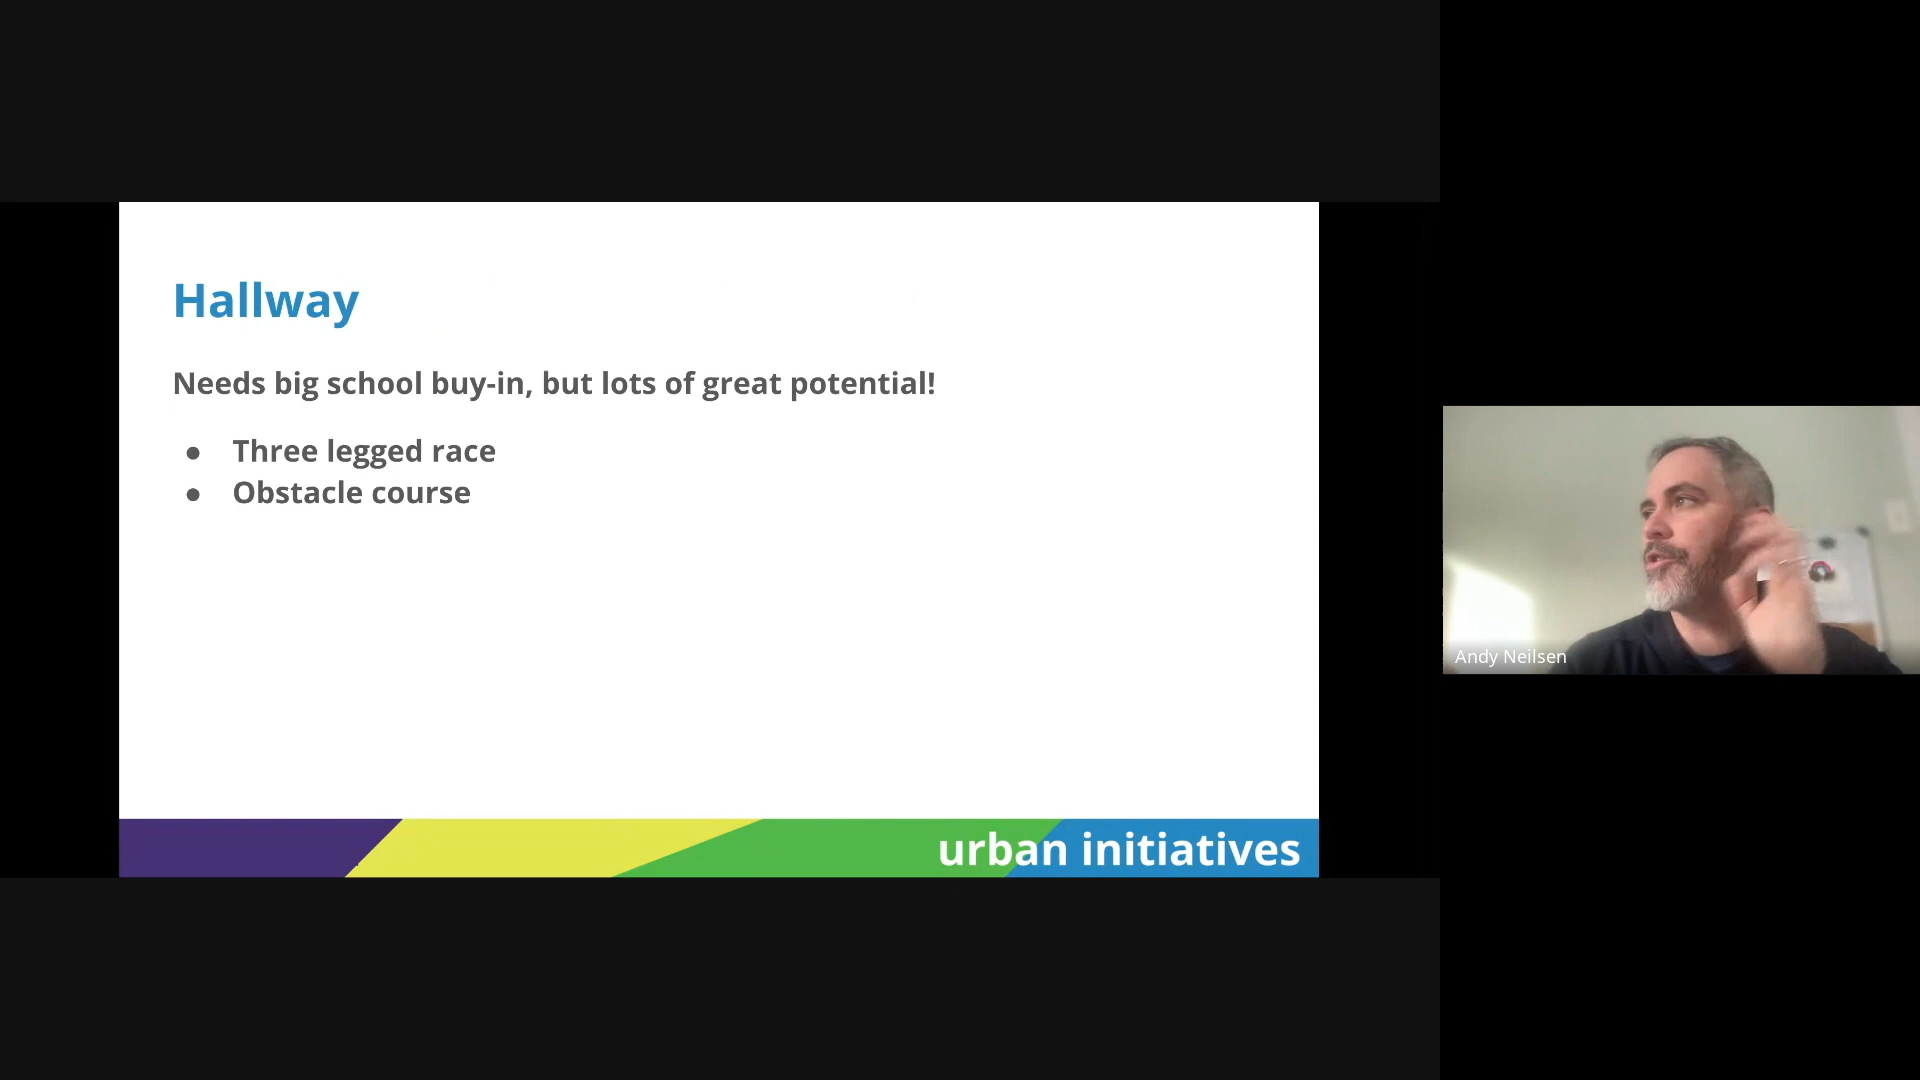 Hallway
Needs big school buy-in, but lots of great potential!
● Three legged race
● Obstacle course
urban initiatives
Andy Neilsen